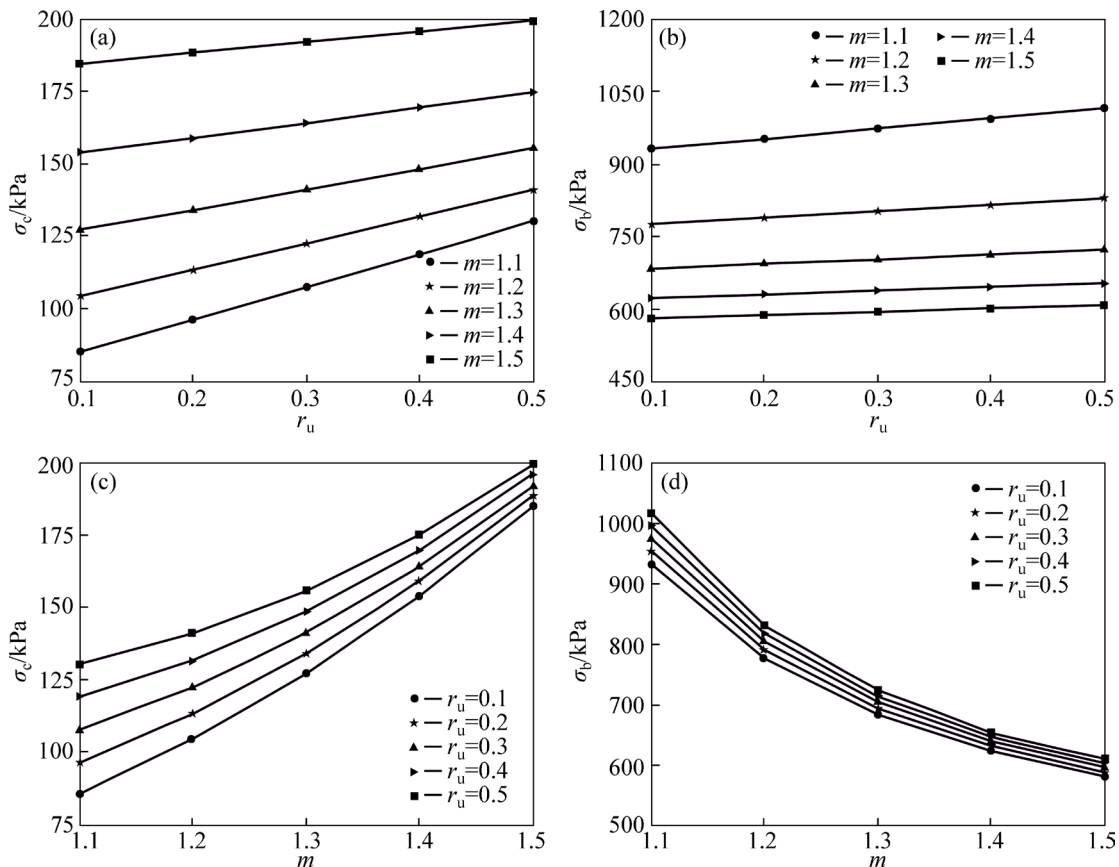 (a)
σc/kPa
200
175
150
125
100
75
0.1 0.2 0.3 0.4 0.5
ru
m=1.1
m=1.2
m=1.3
m=1.4
m=1.5
(b)
σb/kPa
1200
1050
900
750
600
450
0.1 0.2 0.3 0.4 0.5
ru
m=1.1 m=1.4
m=1.2 m=1.5
m=1.3
(c)
σc/kPa
200
175
150
125
100
75
1.1 1.2 1.3 1.4 1.5
m
ru=0.1
ru=0.2
ru=0.3
ru=0.4
ru=0.5
(d)
σb/kPa
1100
1000
900
800
700
600
500
1.1 1.2 1.3 1.4 1.5
m
ru=0.1
ru=0.2
ru=0.3
ru=0.4
ru=0.5